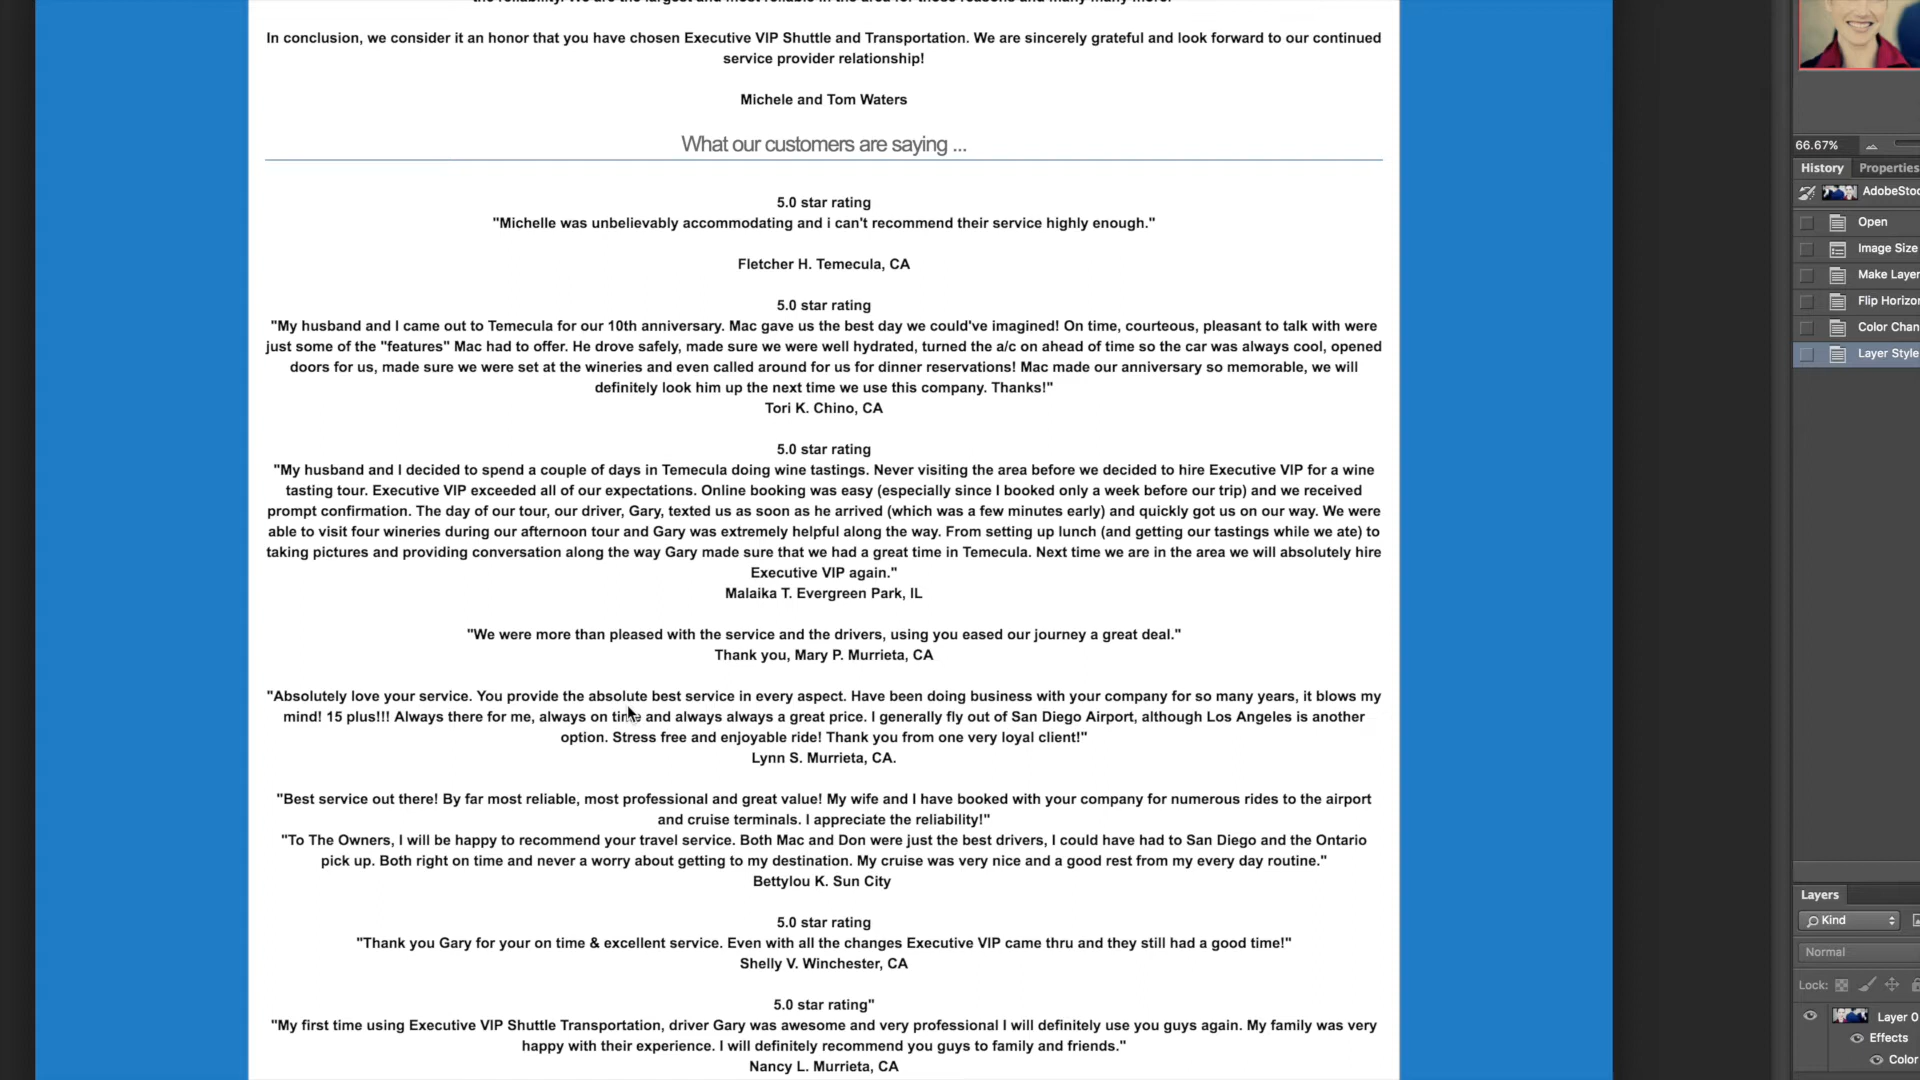 In conclusion, we consider it an honor that you have chosen Executive VIP Shuttle and Transportation. We are sincerely grateful and look forward to our continued
service provider relationship!
Michele and Tom Waters
What our customers are saying ...
5.0 star rating
"Michelle was unbelievably accommodating and i can't recommend their service highly enough."
Fletcher H. Temecula, CA
5.0 star rating
"My husband and I came out to Temecula for our 10th anniversary. Mac gave us the best day we could've imagined! On time, courteous, pleasant to talk with were
just some of the "features" Mac had to offer. He drove safely, made sure we were well hydrated, turned the a/c on ahead of time so the car was always cool, opened
doors for us, made sure we were set at the wineries and even called around for us for dinner reservations! Mac made our anniversary so memorable, we will
definitely look him up the next time we use this company. Thanks!"
Tori K. Chino, CA
5.0 star rating
"My husband and I decided to spend a couple of days in Temecula doing wine tastings. Never visiting the area before we decided to hire Executive VIP for a wine
tasting tour. Executive VIP exceeded all of our expectations. Online booking was easy (especially since I booked only a week before our trip) and we received
prompt confirmation. The day of our tour, our driver, Gary, texted us as soon as he arrived (which was a few minutes early) and quickly got us on our way. We were
able to visit four wineries during our afternoon tour and Gary was extremely helpful along the way. From setting up lunch (and getting our tastings while we ate) to
taking pictures and providing conversation along the way Gary made sure that we had a great time in Temecula. Next time we are in the area we will absolutely hire
Executive VIP again."
Malaika T. Evergreen Park, IL
"We were more than pleased with the service and the drivers, using you eased our journey a great deal."
Thank you, Mary P. Murrieta, CA
"Absolutely love your service. You provide the absolute best service in every aspect. Have been doing business with your company for so many years, it blows my
mind! 15 plus!!! Always there for me, always on time and always always a great price. I generally fly out of San Diego Airport, although Los Angeles is another
option. Stress free and enjoyable ride! Thank you from one very loyal client!"
Lynn S. Murrieta, CA.
"Best service out there! By far most reliable, most professional and great value! My wife and I have booked with your company for numerous rides to the airport
and cruise terminals. I appreciate the reliability!"
"To The Owners, I will be happy to recommend your travel service. Both Mac and Don were just the best drivers, I could have had to San Diego and the Ontario
pick up. Both right on time and never a worry about getting to my destination. My cruise was very nice and a good rest from my every day routine."
Bettylou K. Sun City
5.0 star rating
"Thank you Gary for your on time & excellent service. Even with all the changes Executive VIP came thru and they still had a good time!"
Shelly V. Winchester, CA
5.0 star rating"
"My first time using Executive VIP Shuttle Transportation, driver Gary was awesome and very professional I will definitely use you guys again. My family was very
happy with their experience. I will definitely recommend you guys to family and friends."
Nancy L. Murrieta, CA
66.67%
History Properties
AdobeStoc
Open
Image Size
Make Layer
Flip Horizo
Color Chan
Layer Style
Layers
Kind
Normal
Lock:
Layer 0
Effects
Color